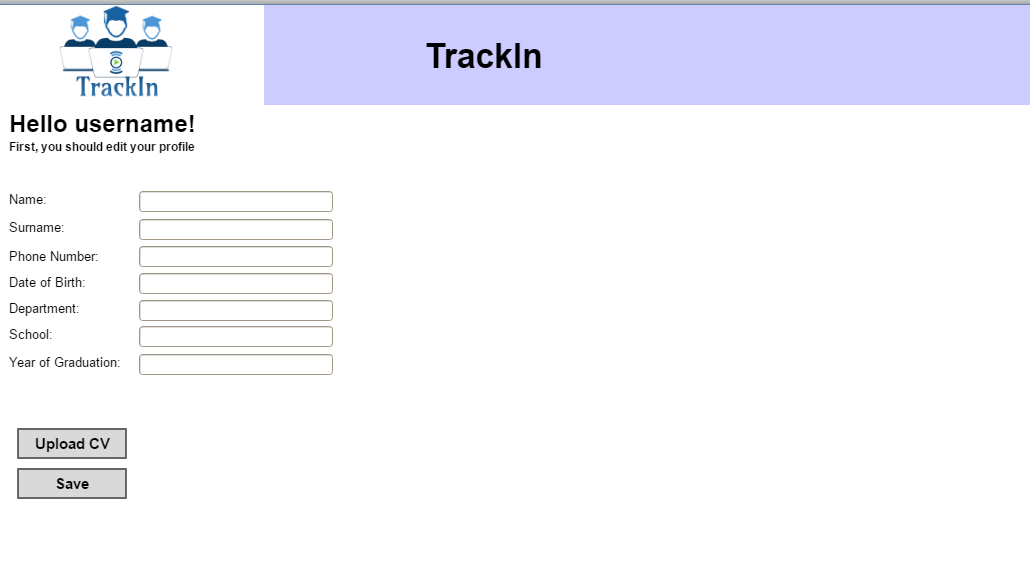 TrackIn
TrackIn
Hello username!
First, you should edit your profile
Name:
Surname:
Phone Number:
Date of Birth:
Department:
School:
Year of Graduation:
Upload CV
Save